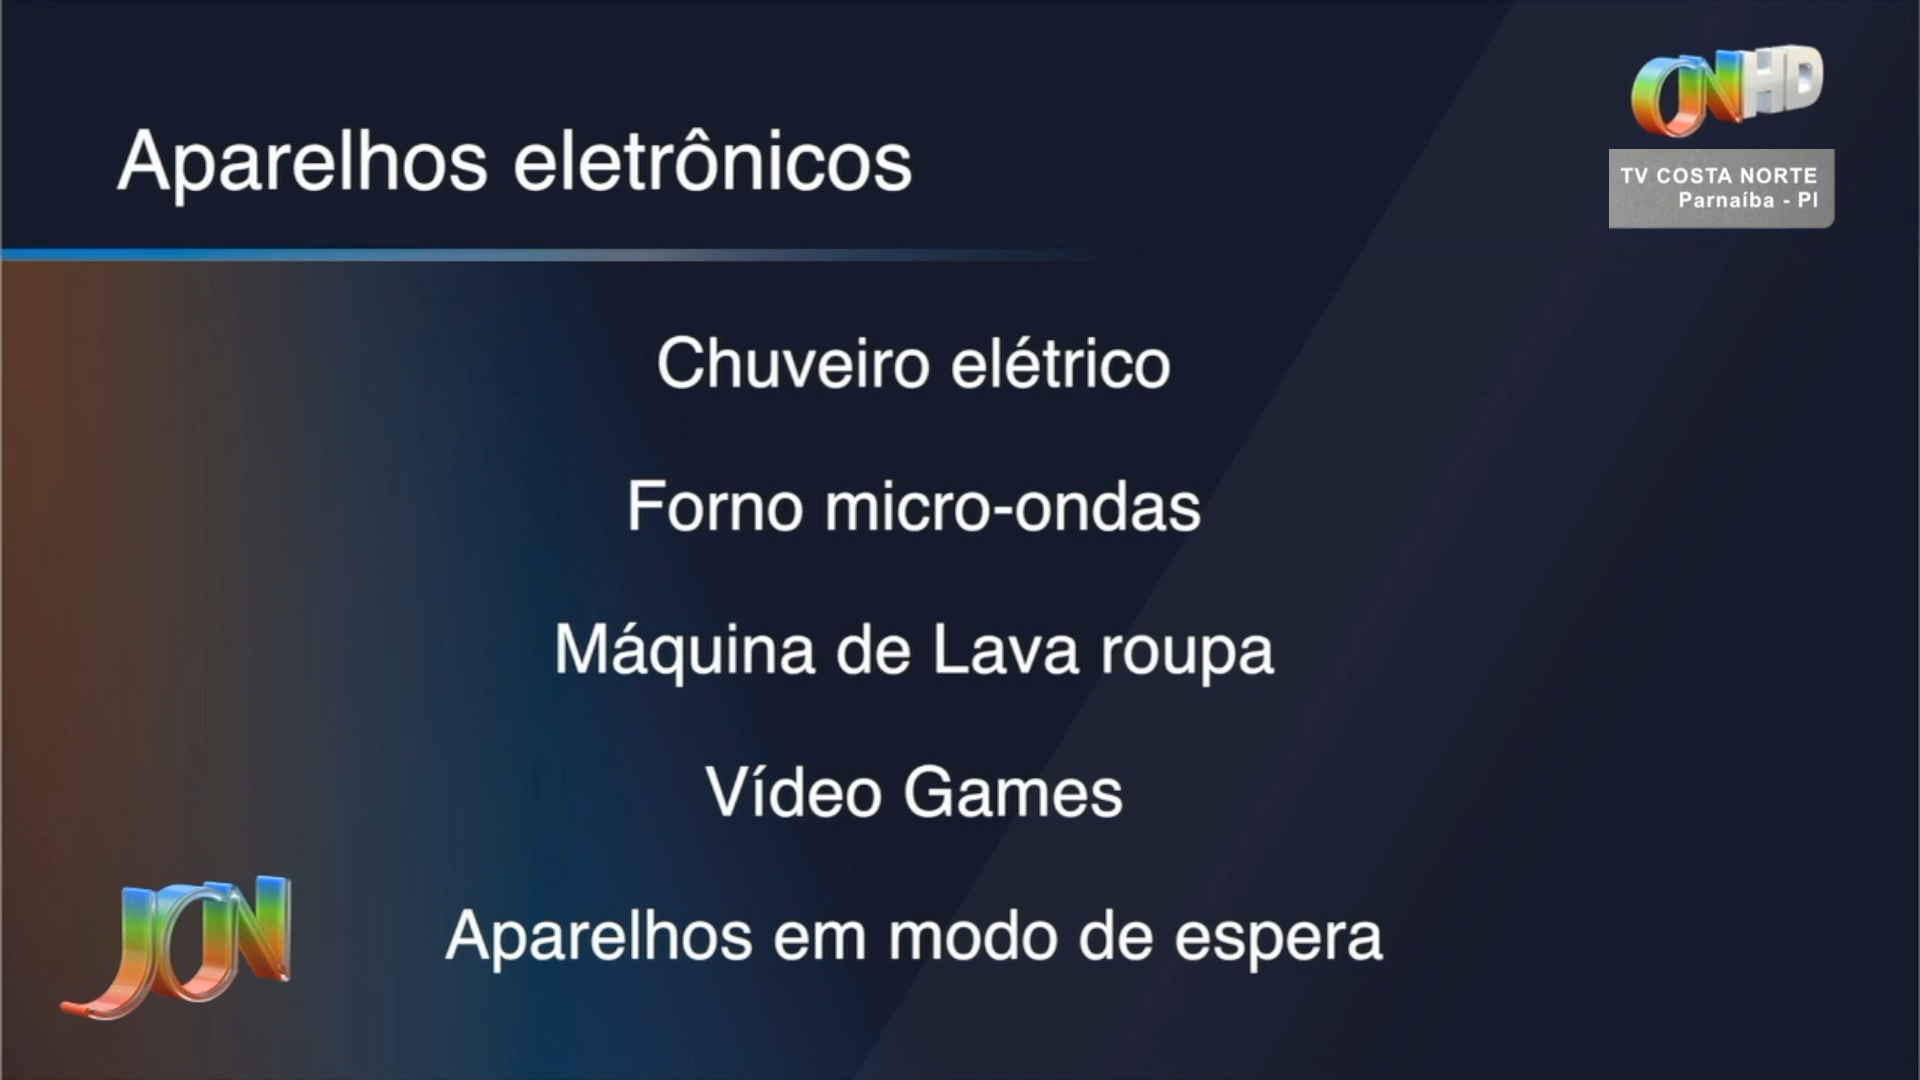 CNHD
TV COSTA NORTE
Parnaíba - PI
Aparelhos eletrônicos
Chuveiro elétrico
Forno micro-ondas
Máquina de Lava roupa
Vídeo Games
Aparelhos em modo de espera
JCN